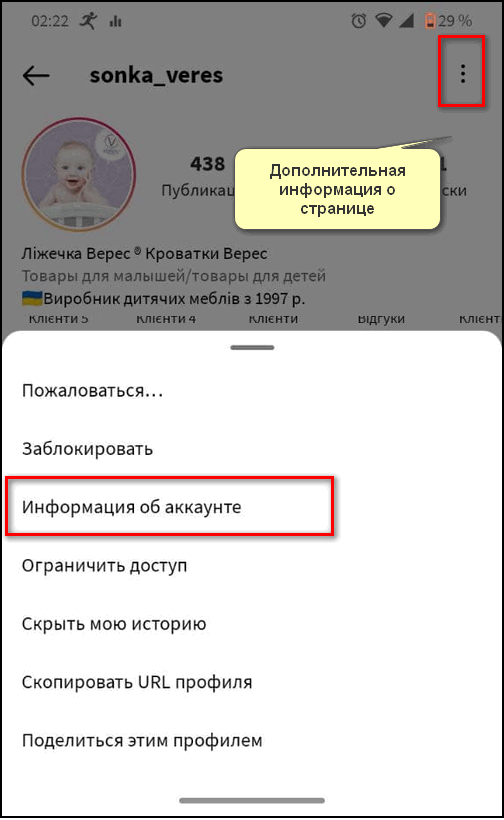 02:22 29 %
sonka_veres
438
Публикац
ски
Дополнительная
информация о
странице
Ліжечка Верес ® Кроватки Верес
Товары для малышей/товары для детей
🇺🇦Виробник дитячих меблів з 1997 р.
Клієнти 5 Клієнти 4 Клієнти Відгуки Клієнти
Пожаловаться...
Заблокировать
Информация об аккаунте
Ограничить доступ
Скрыть мою историю
Скопировать URL профиля
Поделиться этим профилем